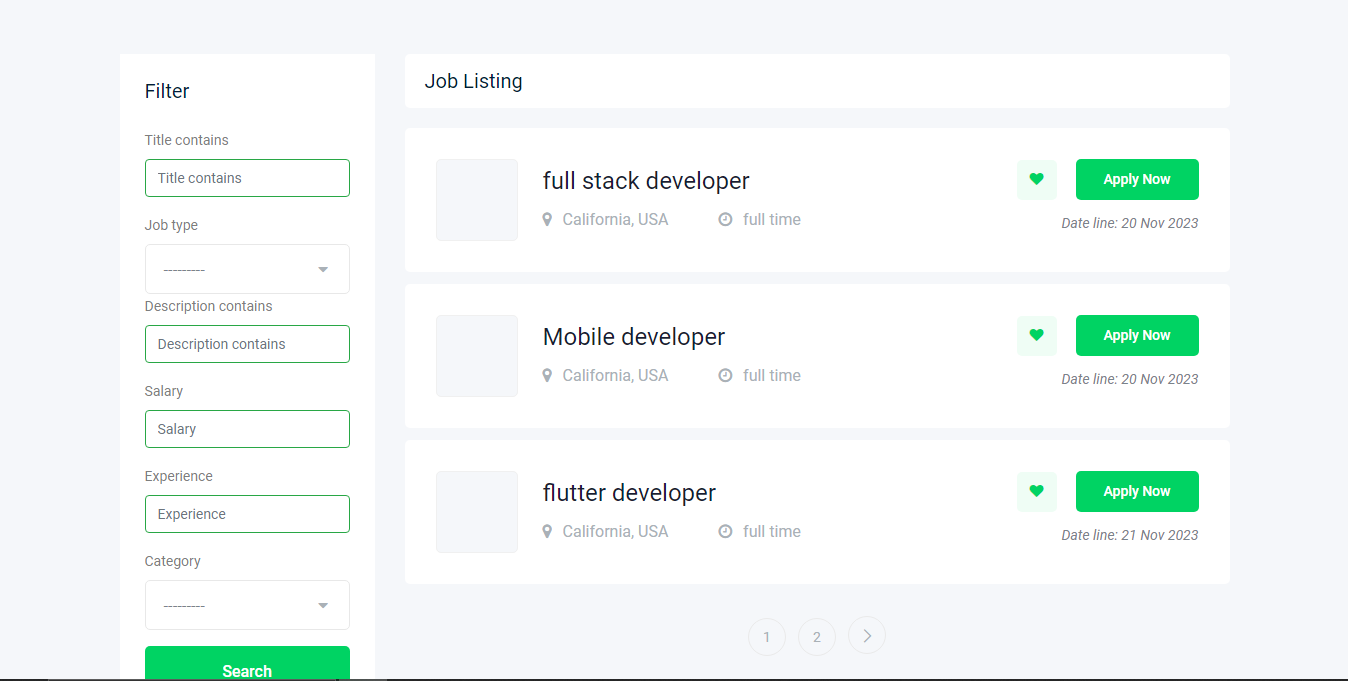 Filter
Title contains
Title contains
Job type
---------
Description contains
Description contains
Salary
Salary
Experience
Experience
Category
---------
Search
Job Listing
full stack developer
California, USA full time
Apply Now
Date line: 20 Nov 2023
Mobile developer
California, USA full time
Apply Now
Date line: 20 Nov 2023
flutter developer
California, USA full time
Apply Now
Date line: 21 Nov 2023
1 2